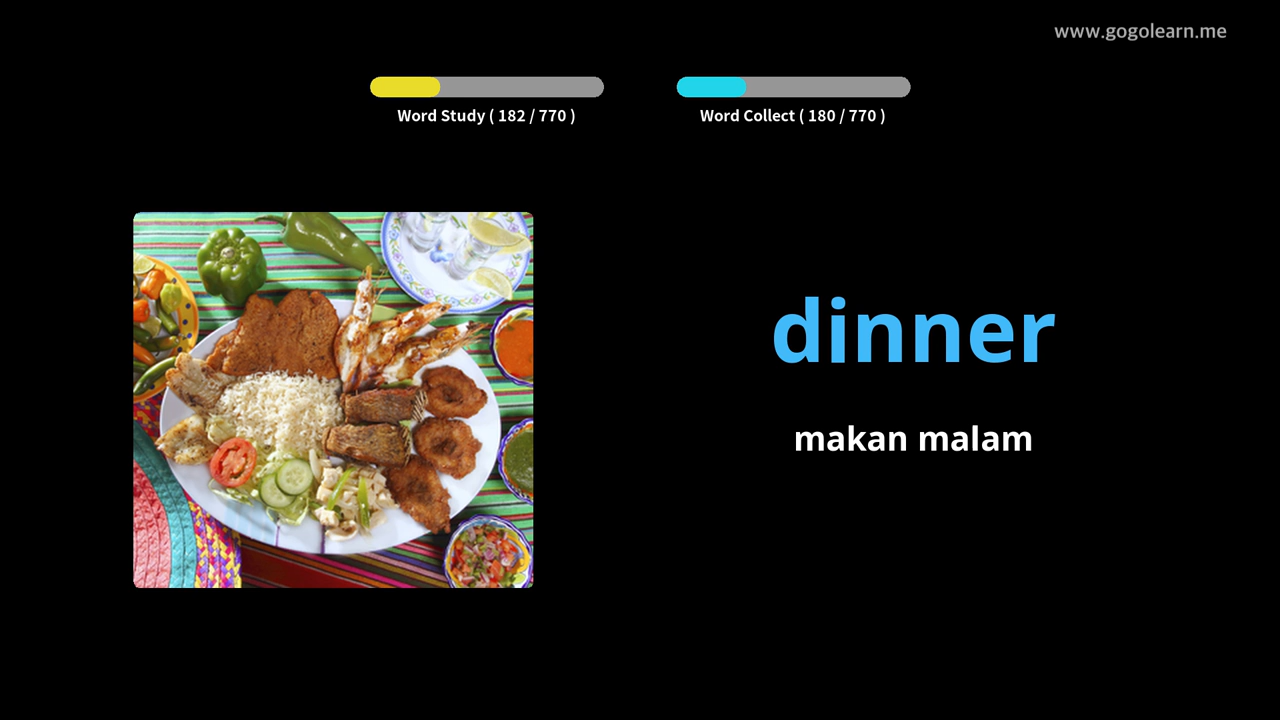 www.gogolearn.me
Word Study ( 182 / 770 )
Word Collect ( 180 / 770 )
dinner
makan malam